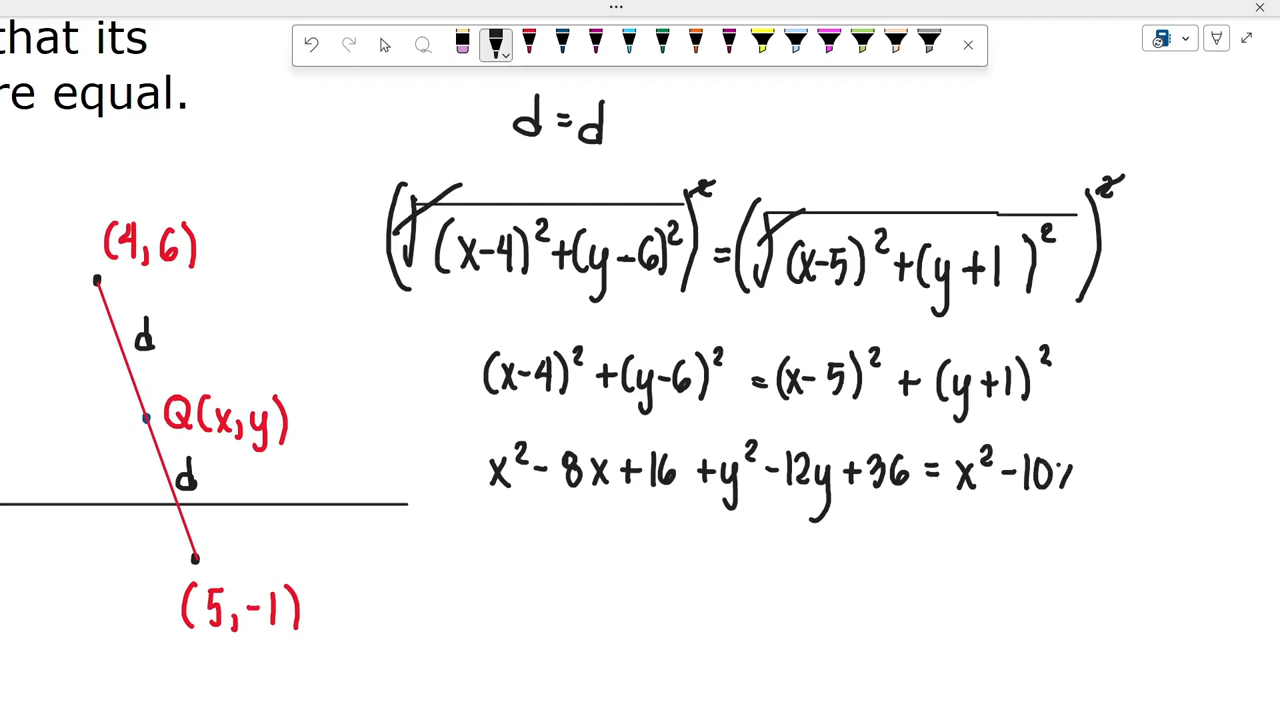 that its
re equal.
d = d
(√(x-4)²+(y-6)²)² = (√(x-5)²+(y+1)²)²
(4,6)
d
(x-4)²+(y-6)² = (x-5)² + (y+1)²
Q(x,y)
x² - 8x + 16 + y² - 12y + 36 = x² - 10x
d
(5,-1)